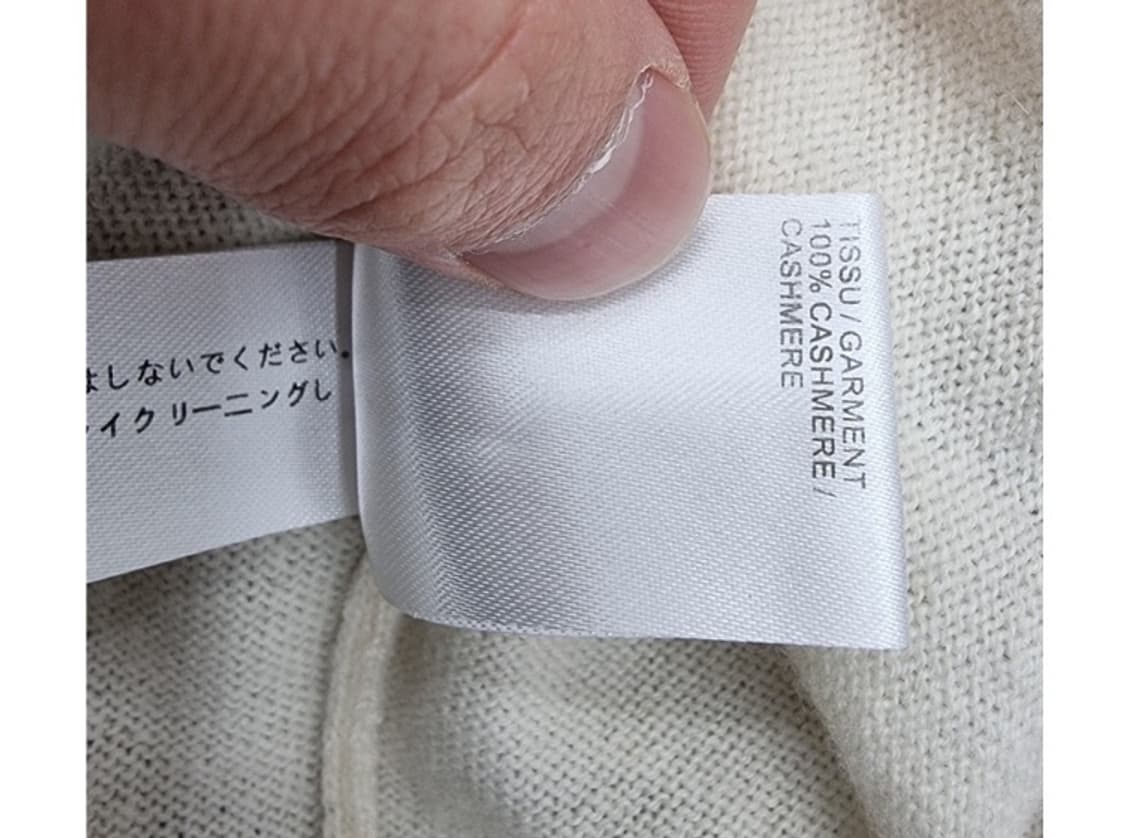 しないでください。
イクリーニングし
TISSU / GARMENT
100% CASHMERE /
CASHMERE